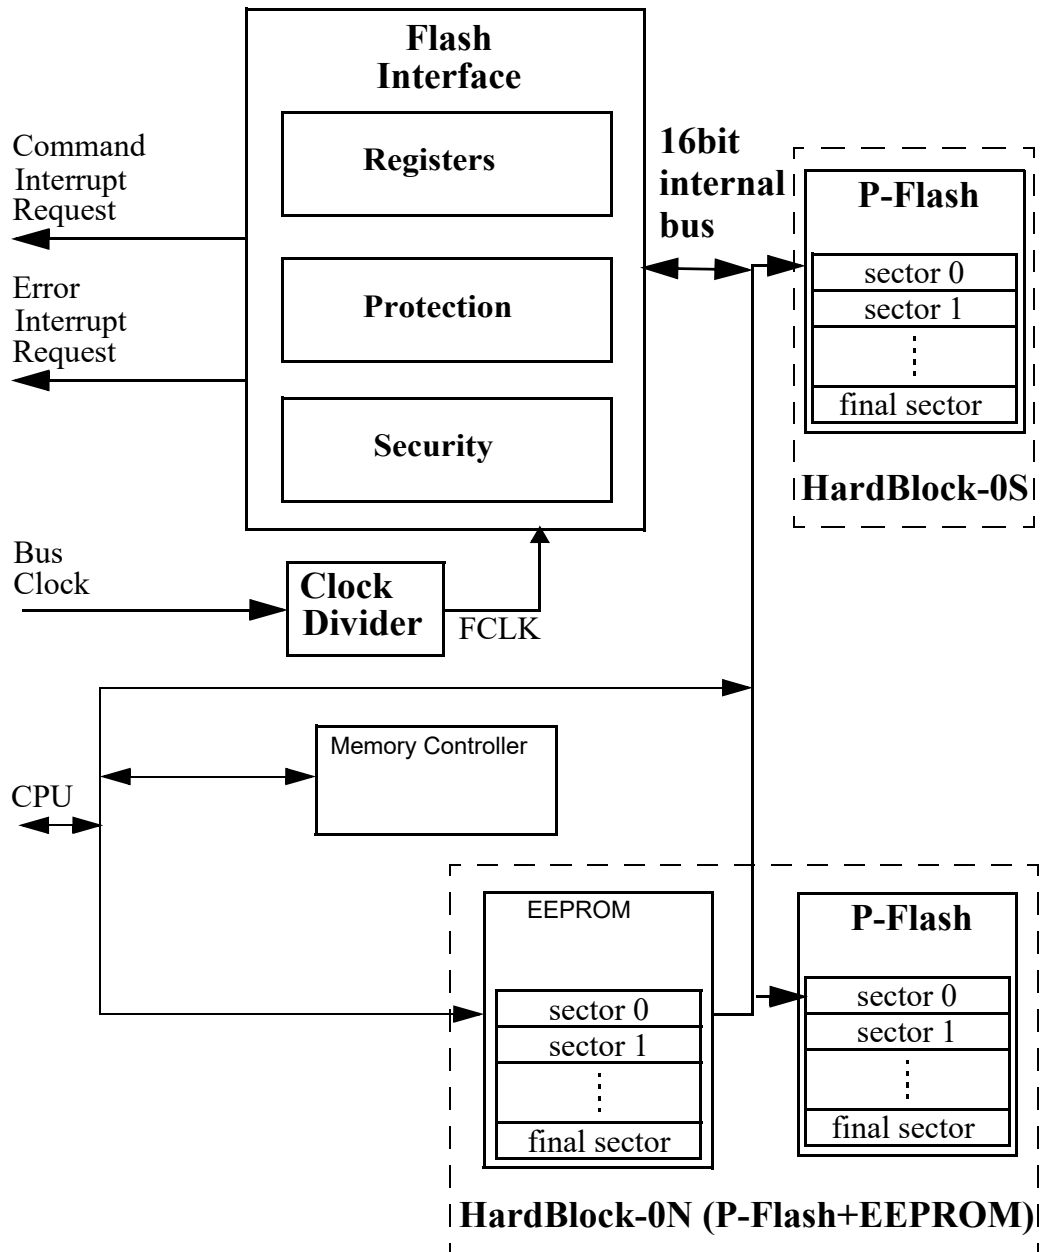 Flash
Interface
Registers
Protection
Security
Command
Interrupt
Request
Error
Interrupt
Request
16bit
internal
bus
P-Flash
sector 0
sector 1
final sector
HardBlock-0S
Bus
Clock
Clock
Divider
FCLK
Memory Controller
CPU
EEPROM
sector 0
sector 1
final sector
P-Flash
sector 0
sector 1
final sector
HardBlock-0N (P-Flash+EEPROM)